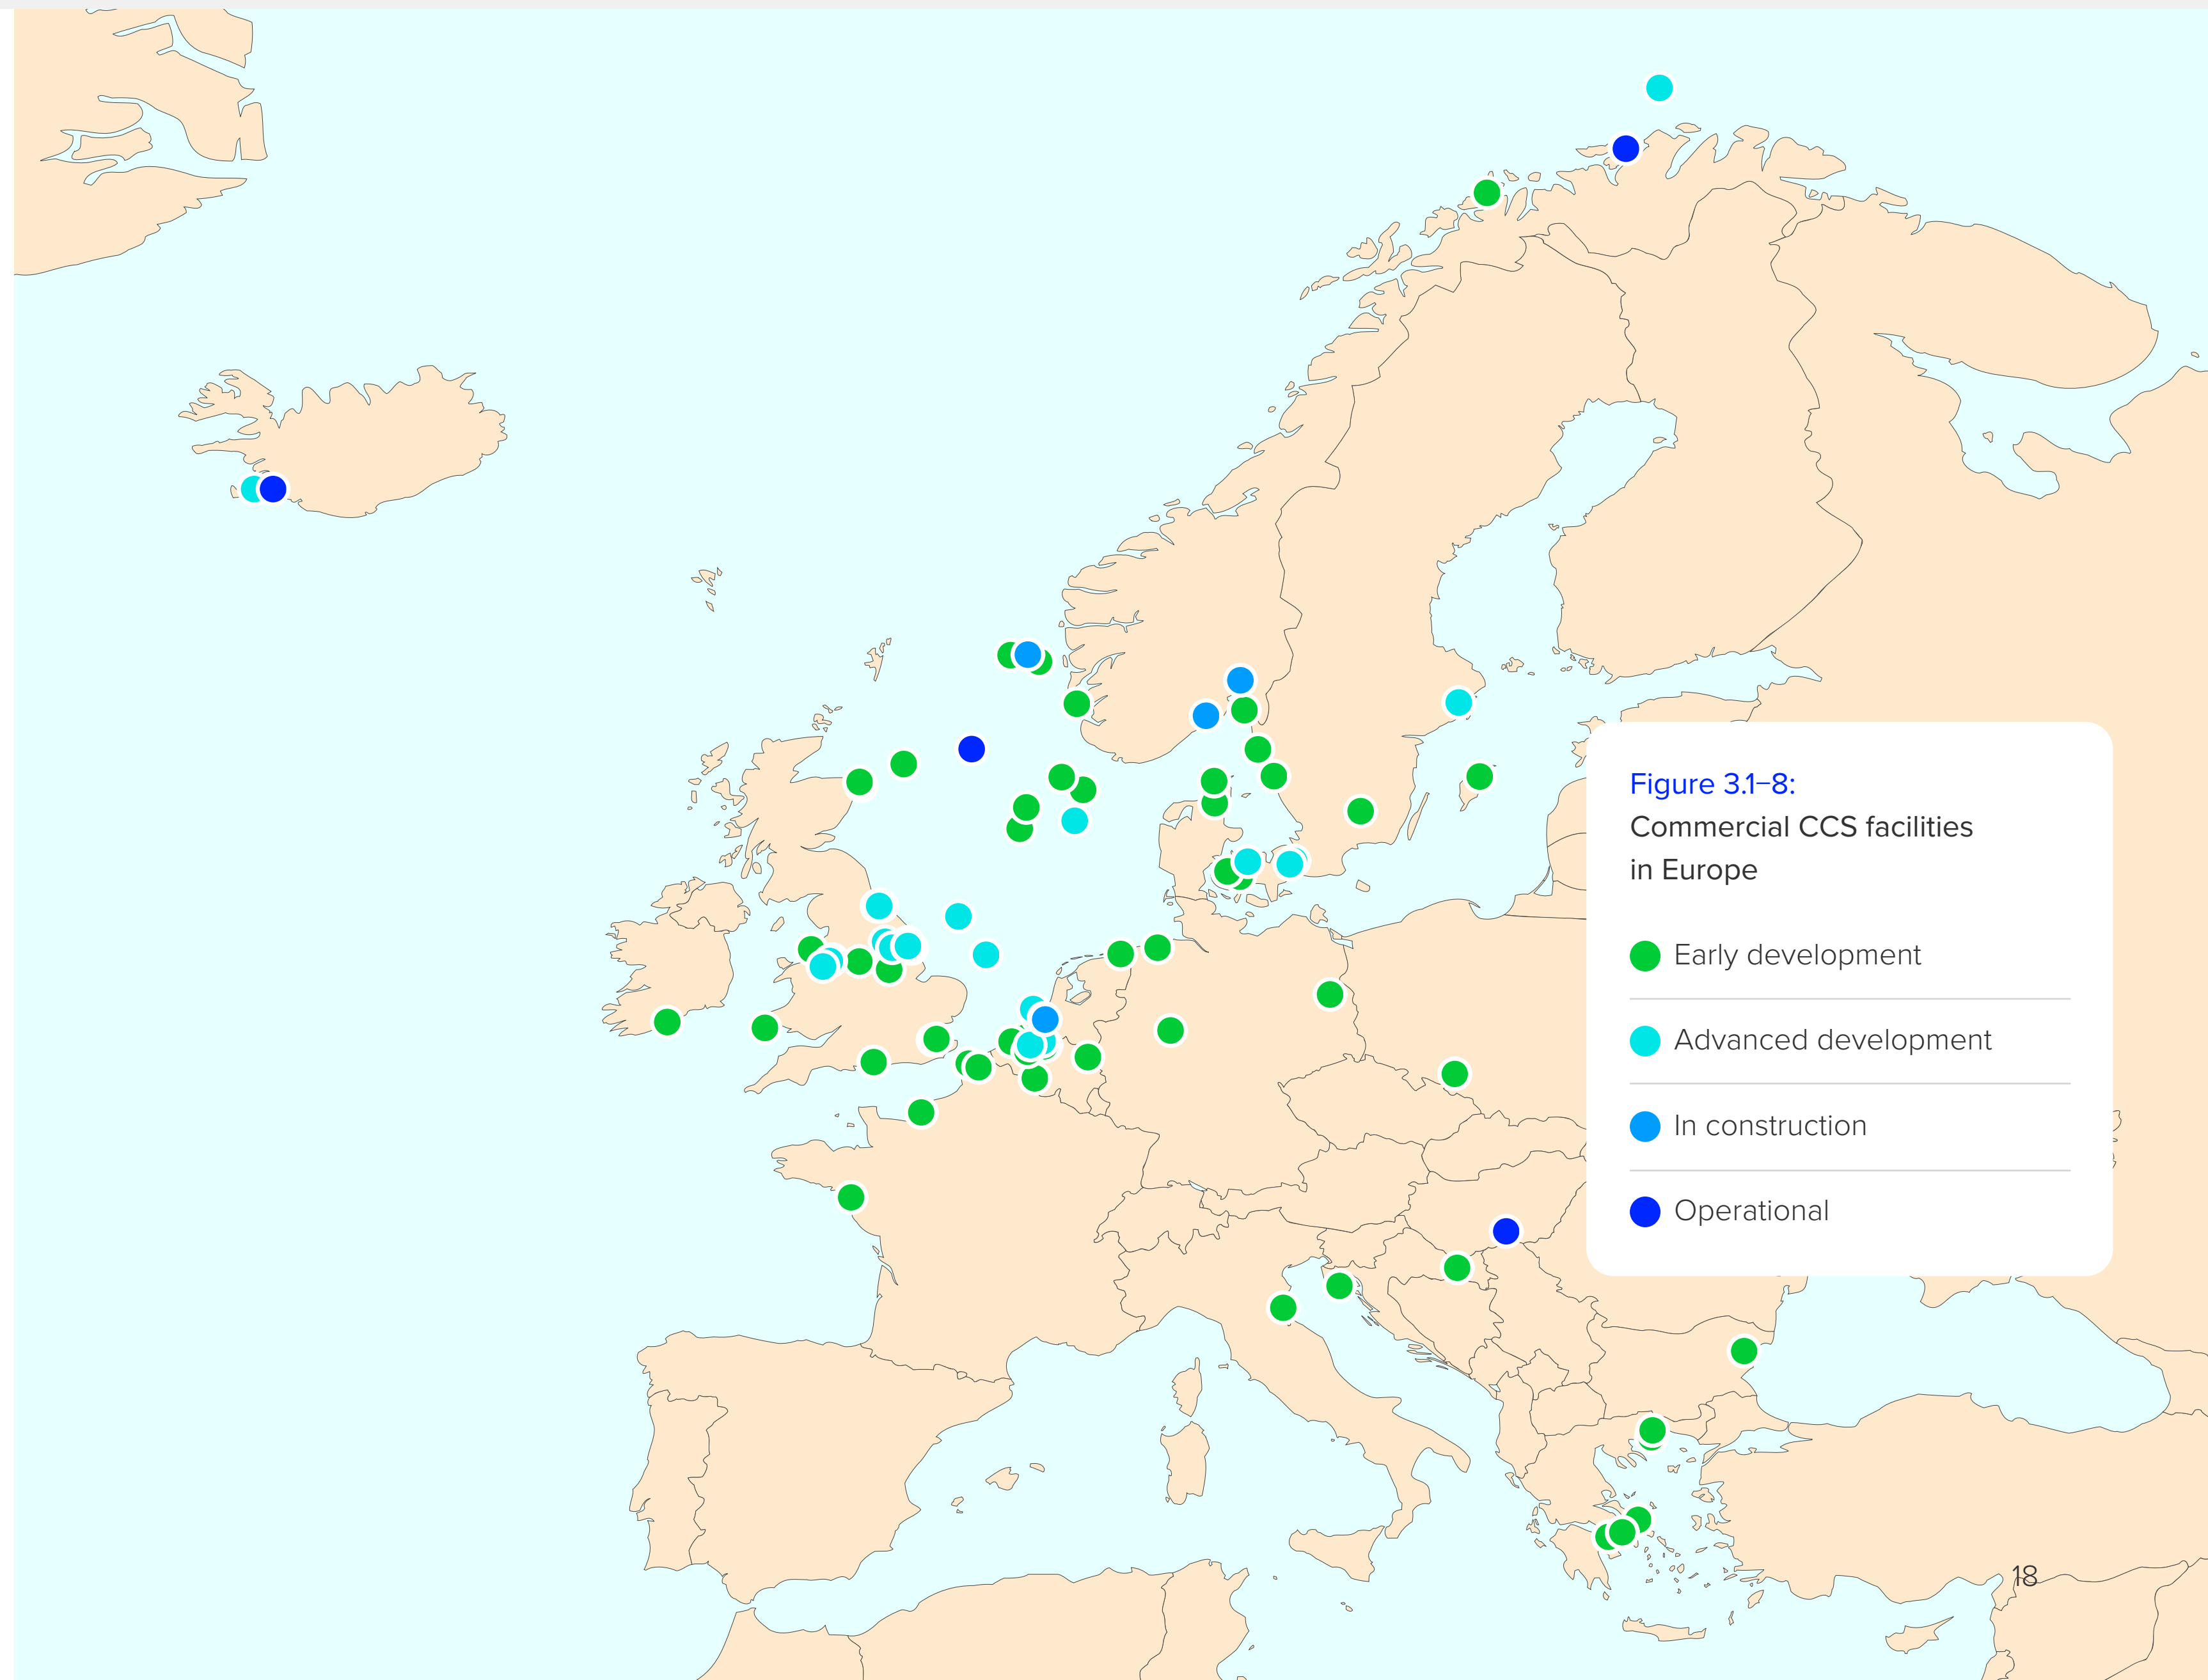 Figure 3.1–8:
Commercial CCS facilities
in Europe
Early development
Advanced development
In construction
Operational
18